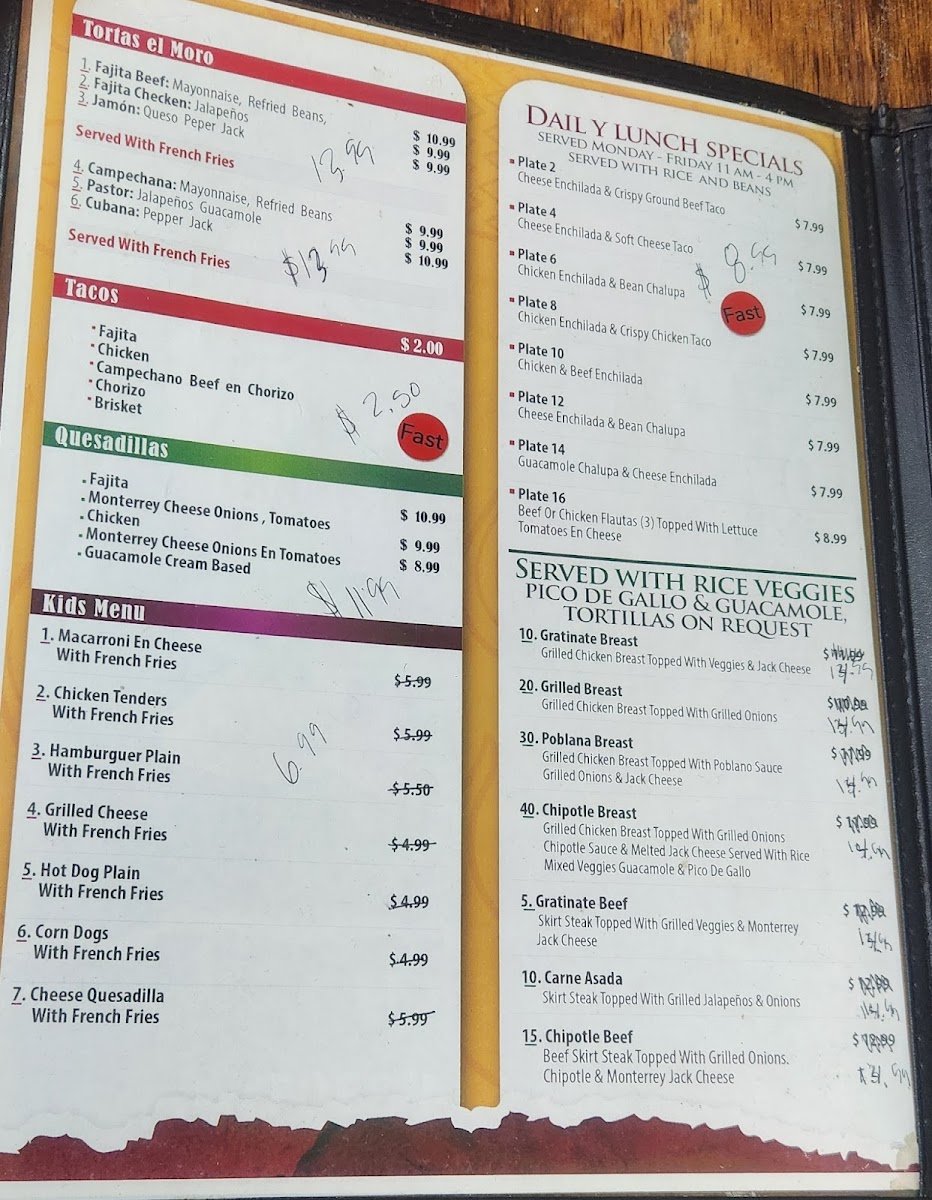 Tortas el Moro
1. Fajita Beef: Mayonnaise, Refried Beans, $ 10.99
2. Fajita Checken: Jalapeños $ 9.99
3. Jamón: Queso Peper Jack $ 9.99
Served With French Fries 13.99
4. Campechana: Mayonnaise, Refried Beans $ 9.99
5. Pastor: Jalapeños Guacamole $ 9.99
6. Cubana: Pepper Jack $ 10.99
Served With French Fries $13.99
Tacos $ 2.00
Fajita
Chicken
Campechano Beef en Chorizo
Chorizo
Brisket
$ 2.50
Fast
Quesadillas
Fajita
Monterrey Cheese Onions , Tomatoes $ 10.99
Chicken
Monterrey Cheese Onions En Tomatoes $ 9.99
Guacamole Cream Based $ 8.99
$ 11.99
Kids Menu
1. Macarroni En Cheese
With French Fries $5.99
2. Chicken Tenders
With French Fries $5.99
6.99
3. Hamburguer Plain
With French Fries $5.50
4. Grilled Cheese
With French Fries $4.99
5. Hot Dog Plain
With French Fries $4.99
6. Corn Dogs
With French Fries $4.99
7. Cheese Quesadilla
With French Fries $5.99
DAILY LUNCH SPECIALS
SERVED MONDAY - FRIDAY 11 AM - 4 PM
SERVED WITH RICE AND BEANS
Plate 2
Cheese Enchilada & Crispy Ground Beef Taco $7.99
Plate 4
Cheese Enchilada & Soft Cheese Taco $7.99
$ 8.99
Plate 6
Chicken Enchilada & Bean Chalupa $7.99
Fast
Plate 8
Chicken Enchilada & Crispy Chicken Taco $7.99
Plate 10
Chicken & Beef Enchilada $7.99
Plate 12
Cheese Enchilada & Bean Chalupa $7.99
Plate 14
Guacamole Chalupa & Cheese Enchilada $7.99
Plate 16
Beef Or Chicken Flautas (3) Topped With Lettuce
Tomatoes En Cheese $8.99
SERVED WITH RICE VEGGIES
PICO DE GALLO & GUACAMOLE,
TORTILLAS ON REQUEST
10. Gratinate Breast
Grilled Chicken Breast Topped With Veggies & Jack Cheese
20. Grilled Breast
Grilled Chicken Breast Topped With Grilled Onions
30. Poblana Breast
Grilled Chicken Breast Topped With Poblano Sauce
Grilled Onions & Jack Cheese
40. Chipotle Breast
Grilled Chicken Breast Topped With Grilled Onions
Chipotle Sauce & Melted Jack Cheese Served With Rice
Mixed Veggies Guacamole & Pico De Gallo
5. Gratinate Beef
Skirt Steak Topped With Grilled Veggies & Monterrey
Jack Cheese
10. Carne Asada
Skirt Steak Topped With Grilled Jalapeños & Onions
15. Chipotle Beef
Beef Skirt Steak Topped With Grilled Onions.
Chipotle & Monterrey Jack Cheese